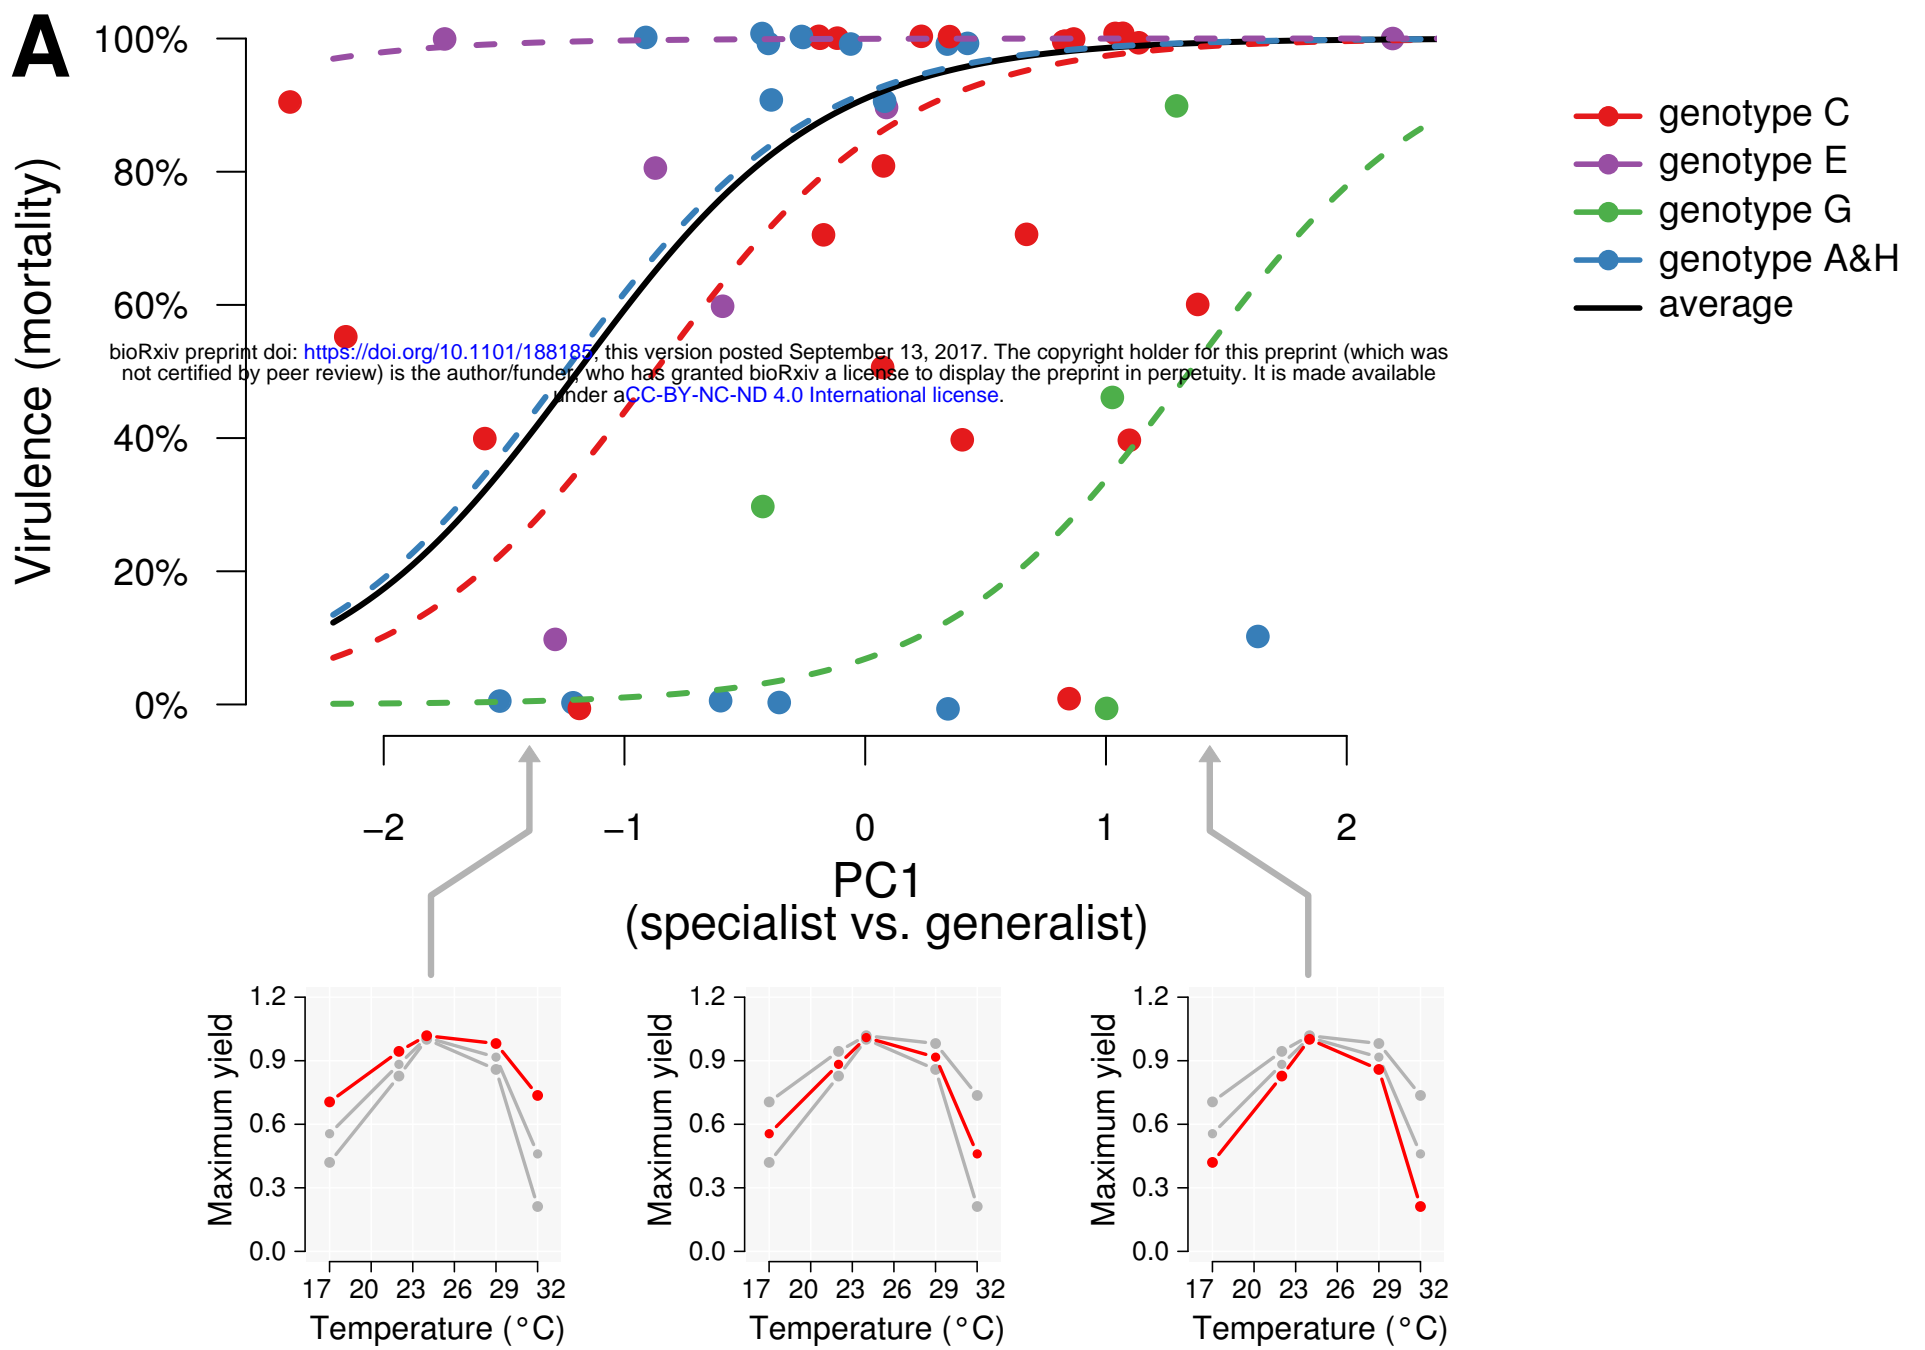 A
100%
80%
60%
40%
20%
0%
Virulence (mortality)
genotype C
genotype E
genotype G
genotype A&H
average
bioRxiv preprint doi: https://doi.org/10.1101/188185; this version posted September 13, 2017. The copyright holder for this preprint (which was
not certified by peer review) is the author/funder, who has granted bioRxiv a license to display the preprint in perpetuity. It is made available
under aCC-BY-NC-ND 4.0 International license.
−2 −1 0 1 2
PC1
(specialist vs. generalist)
1.2
0.9
0.6
0.3
0.0
Maximum yield
17 20 23 26 29 32
Temperature (°C)
1.2
0.9
0.6
0.3
0.0
Maximum yield
17 20 23 26 29 32
Temperature (°C)
1.2
0.9
0.6
0.3
0.0
Maximum yield
17 20 23 26 29 32
Temperature (°C)